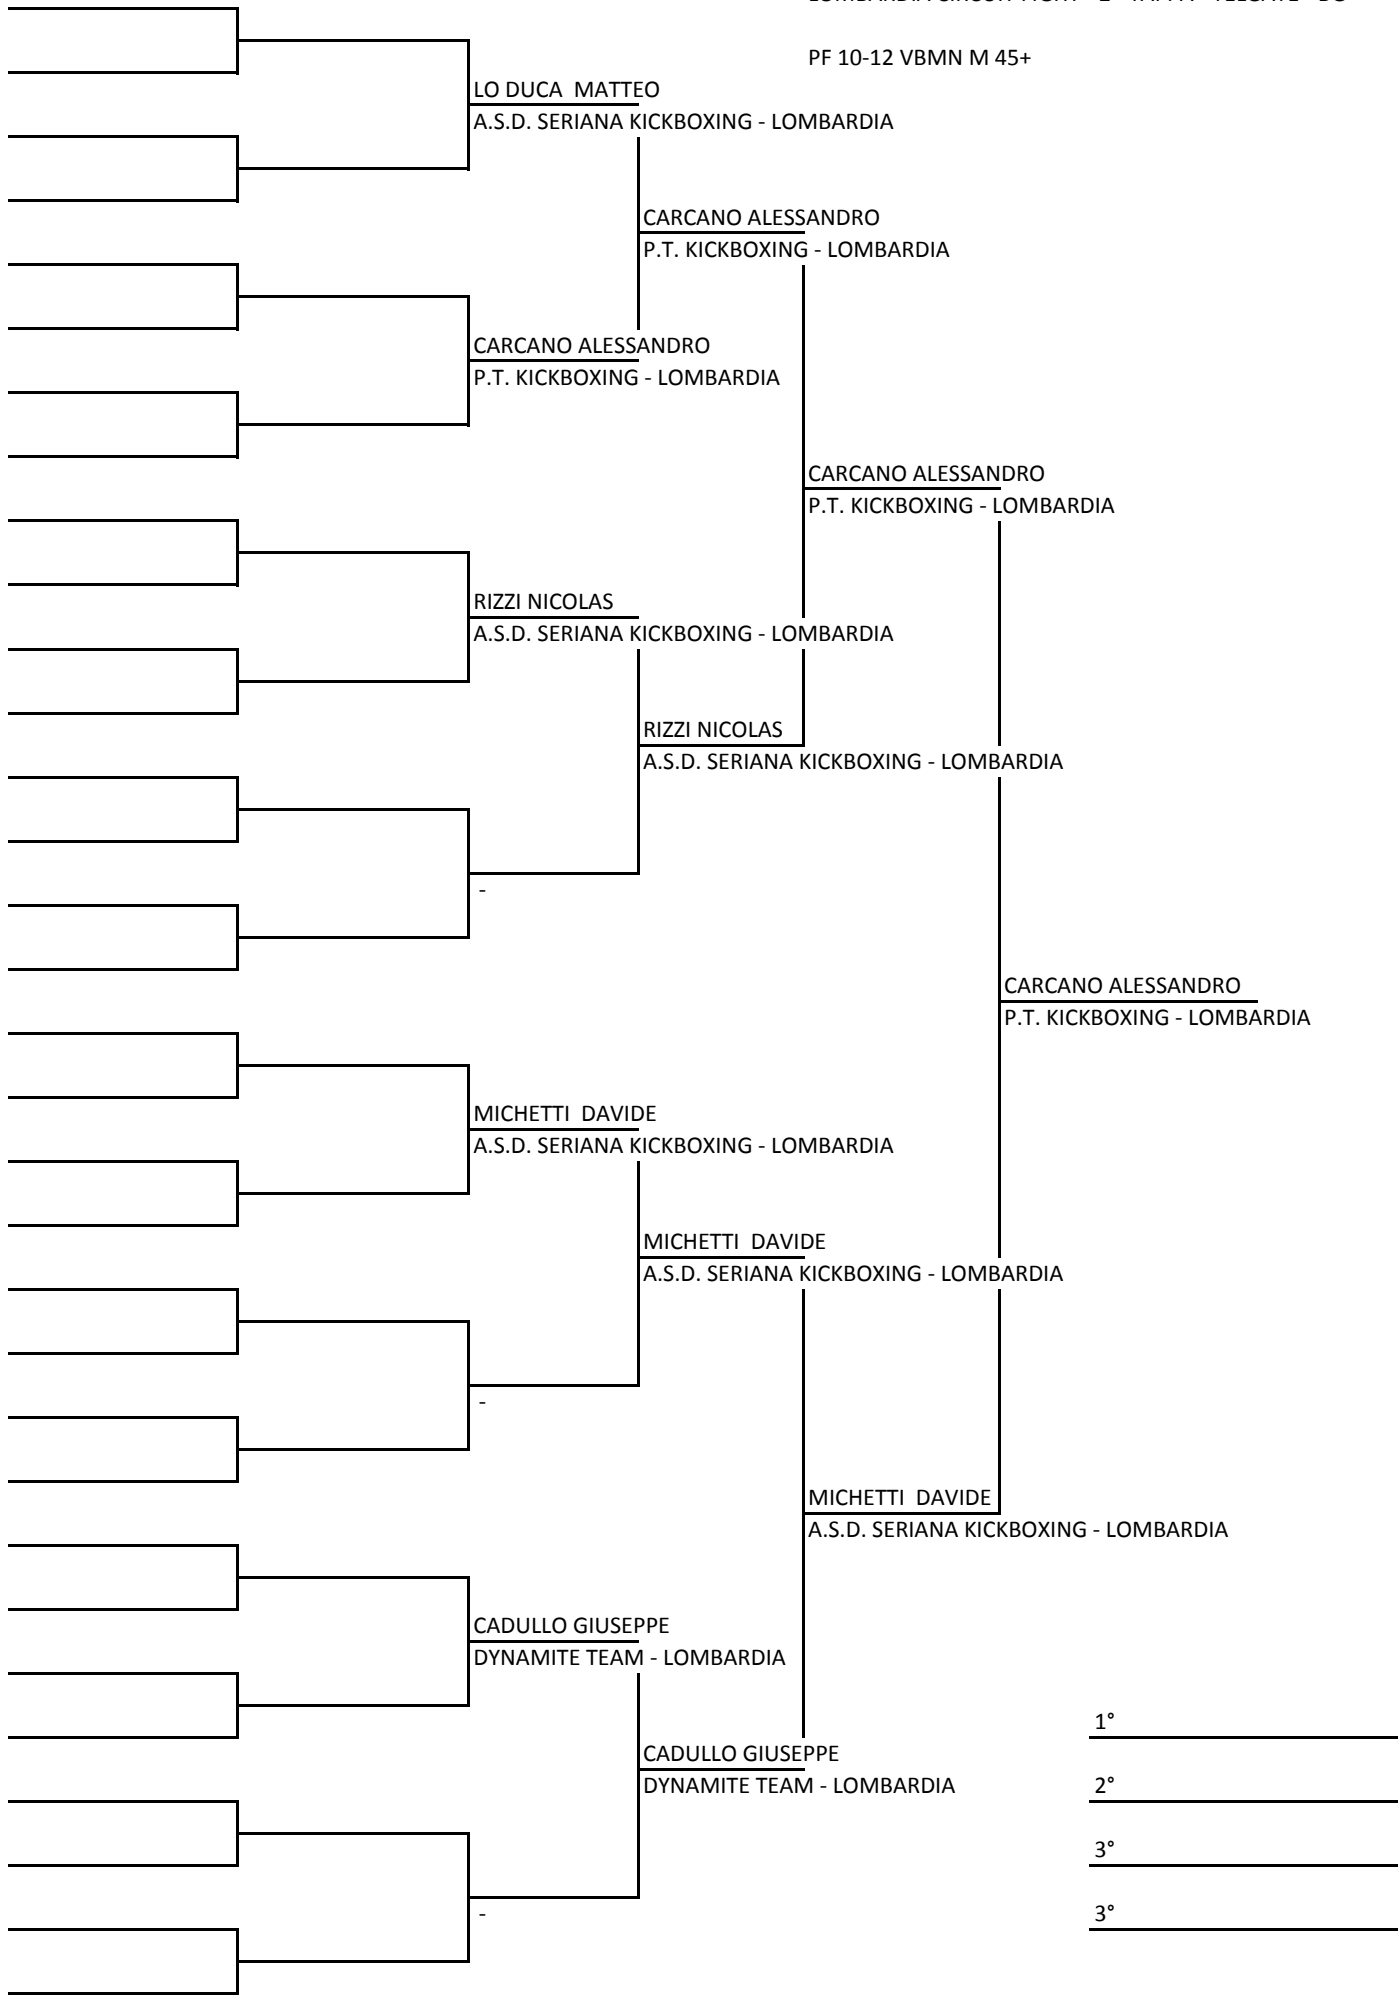 PF 10-12 VBMN M 45+
LO DUCA  MATTEO
A.S.D. SERIANA KICKBOXING - LOMBARDIA
CARCANO ALESSANDRO
P.T. KICKBOXING - LOMBARDIA
CARCANO ALESSANDRO
P.T. KICKBOXING - LOMBARDIA
CARCANO ALESSANDRO
P.T. KICKBOXING - LOMBARDIA
RIZZI NICOLAS
A.S.D. SERIANA KICKBOXING - LOMBARDIA
RIZZI NICOLAS
A.S.D. SERIANA KICKBOXING - LOMBARDIA
-
CARCANO ALESSANDRO
P.T. KICKBOXING - LOMBARDIA
MICHETTI  DAVIDE
A.S.D. SERIANA KICKBOXING - LOMBARDIA
MICHETTI  DAVIDE
A.S.D. SERIANA KICKBOXING - LOMBARDIA
-
MICHETTI  DAVIDE
A.S.D. SERIANA KICKBOXING - LOMBARDIA
CADULLO GIUSEPPE
DYNAMITE TEAM - LOMBARDIA
CADULLO GIUSEPPE
DYNAMITE TEAM - LOMBARDIA
-
1°
2°
3°
3°